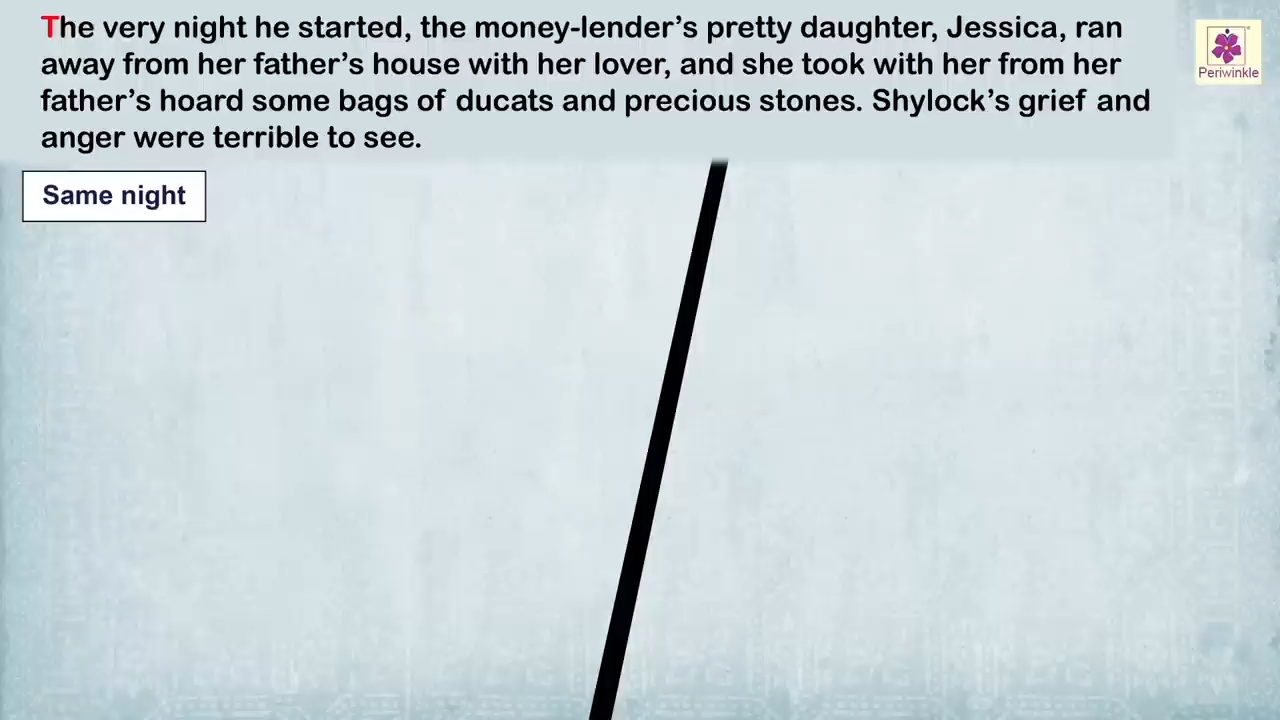 The very night he started, the money-lender's pretty daughter, Jessica, ran
away from her father's house with her lover, and she took with her from her
father's hoard some bags of ducats and precious stones. Shylock's grief and
anger were terrible to see.
Periwinkle
Same night